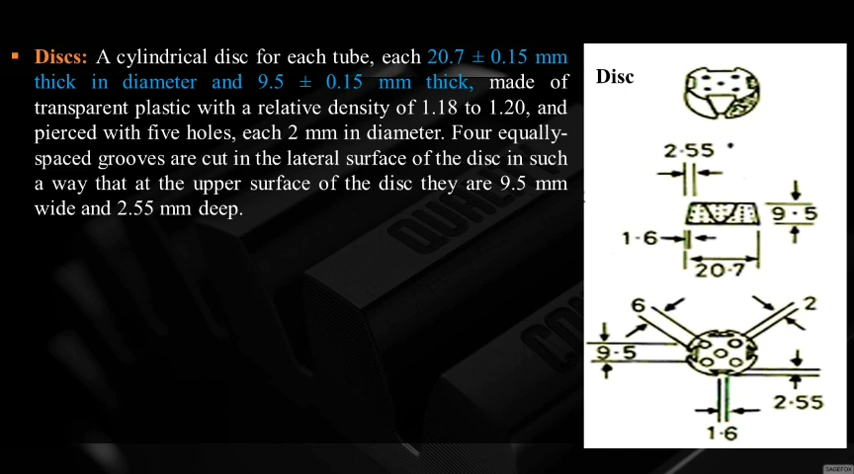 ▪ Discs: A cylindrical disc for each tube, each 20.7 ± 0.15 mm
thick in diameter and 9.5 ± 0.15 mm thick, made of
transparent plastic with a relative density of 1.18 to 1.20, and
pierced with five holes, each 2 mm in diameter. Four equally-
spaced grooves are cut in the lateral surface of the disc in such
a way that at the upper surface of the disc they are 9.5 mm
wide and 2.55 mm deep.
QUALITY
Disc
2·55
9·5
1·6
20·7
6
2
9·5
2·55
1·6
SAGEFOX